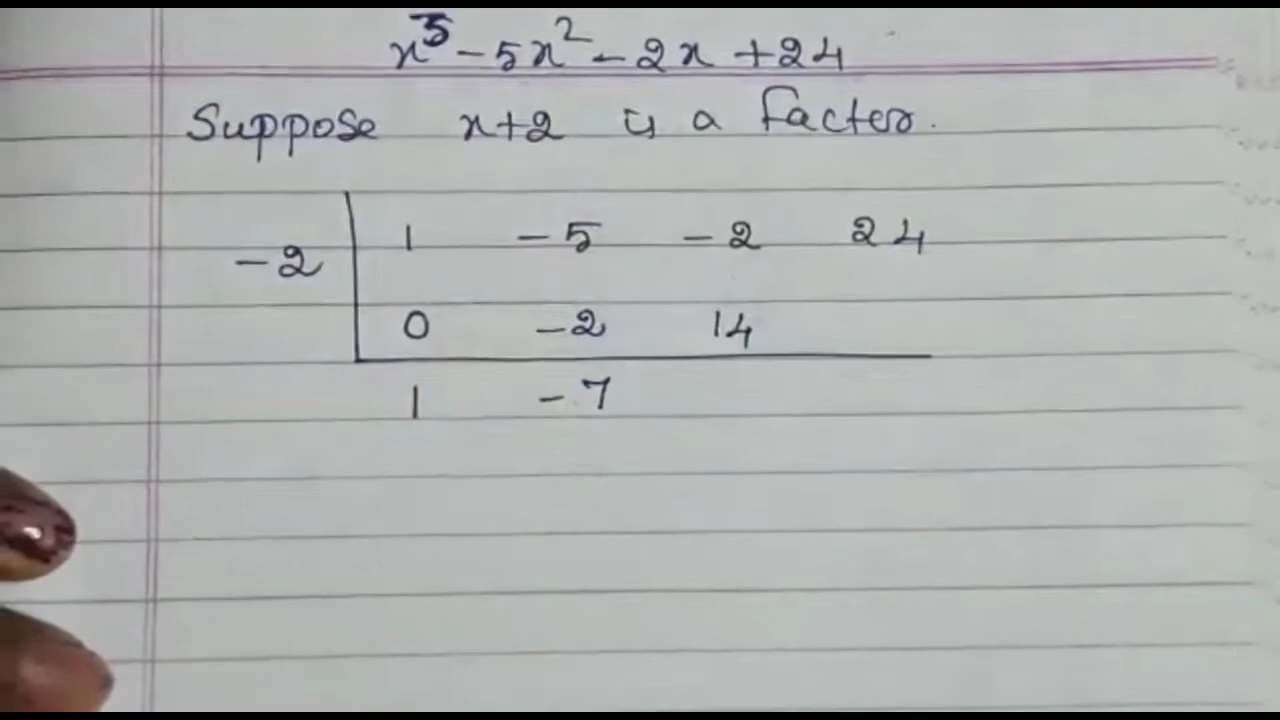 x³ - 5x² - 2x + 24
Suppose x+2 is a factor.
-2 | 1 -5 -2 24
0 -2 14
1 -7